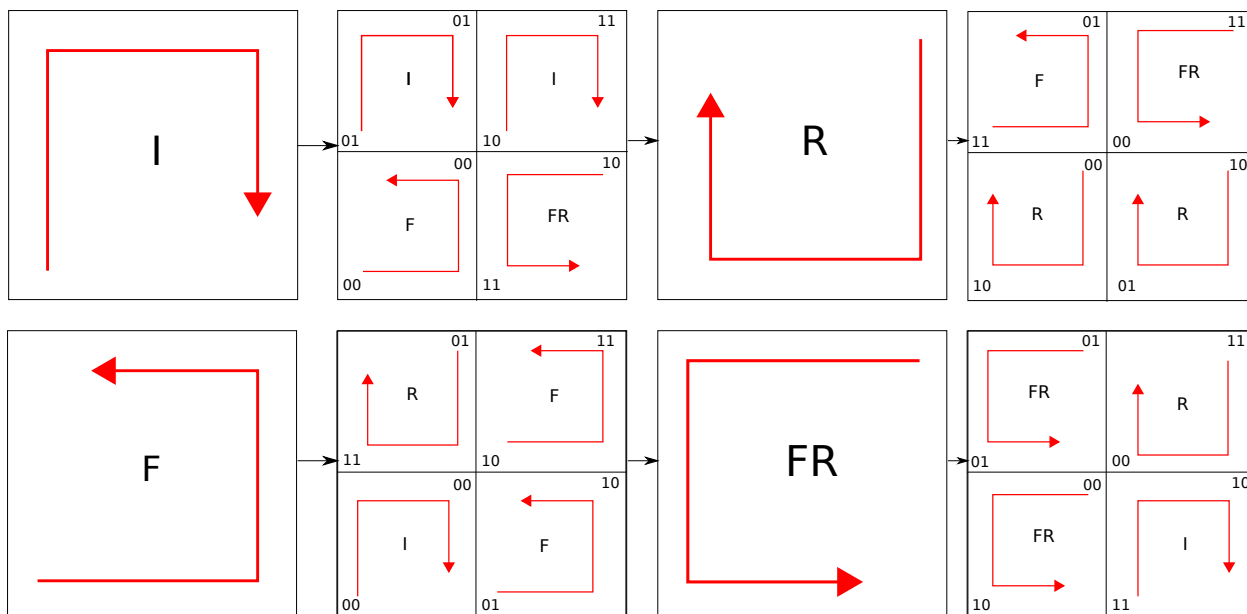 I
01 11
I I
01 10
00 10
F FR
00 11
R
01 11
F FR
11 00
00 10
R R
10 01
F
01 11
R F
11 10
00 10
I F
00 01
FR
01 11
FR R
01 00
00 10
FR I
10 11